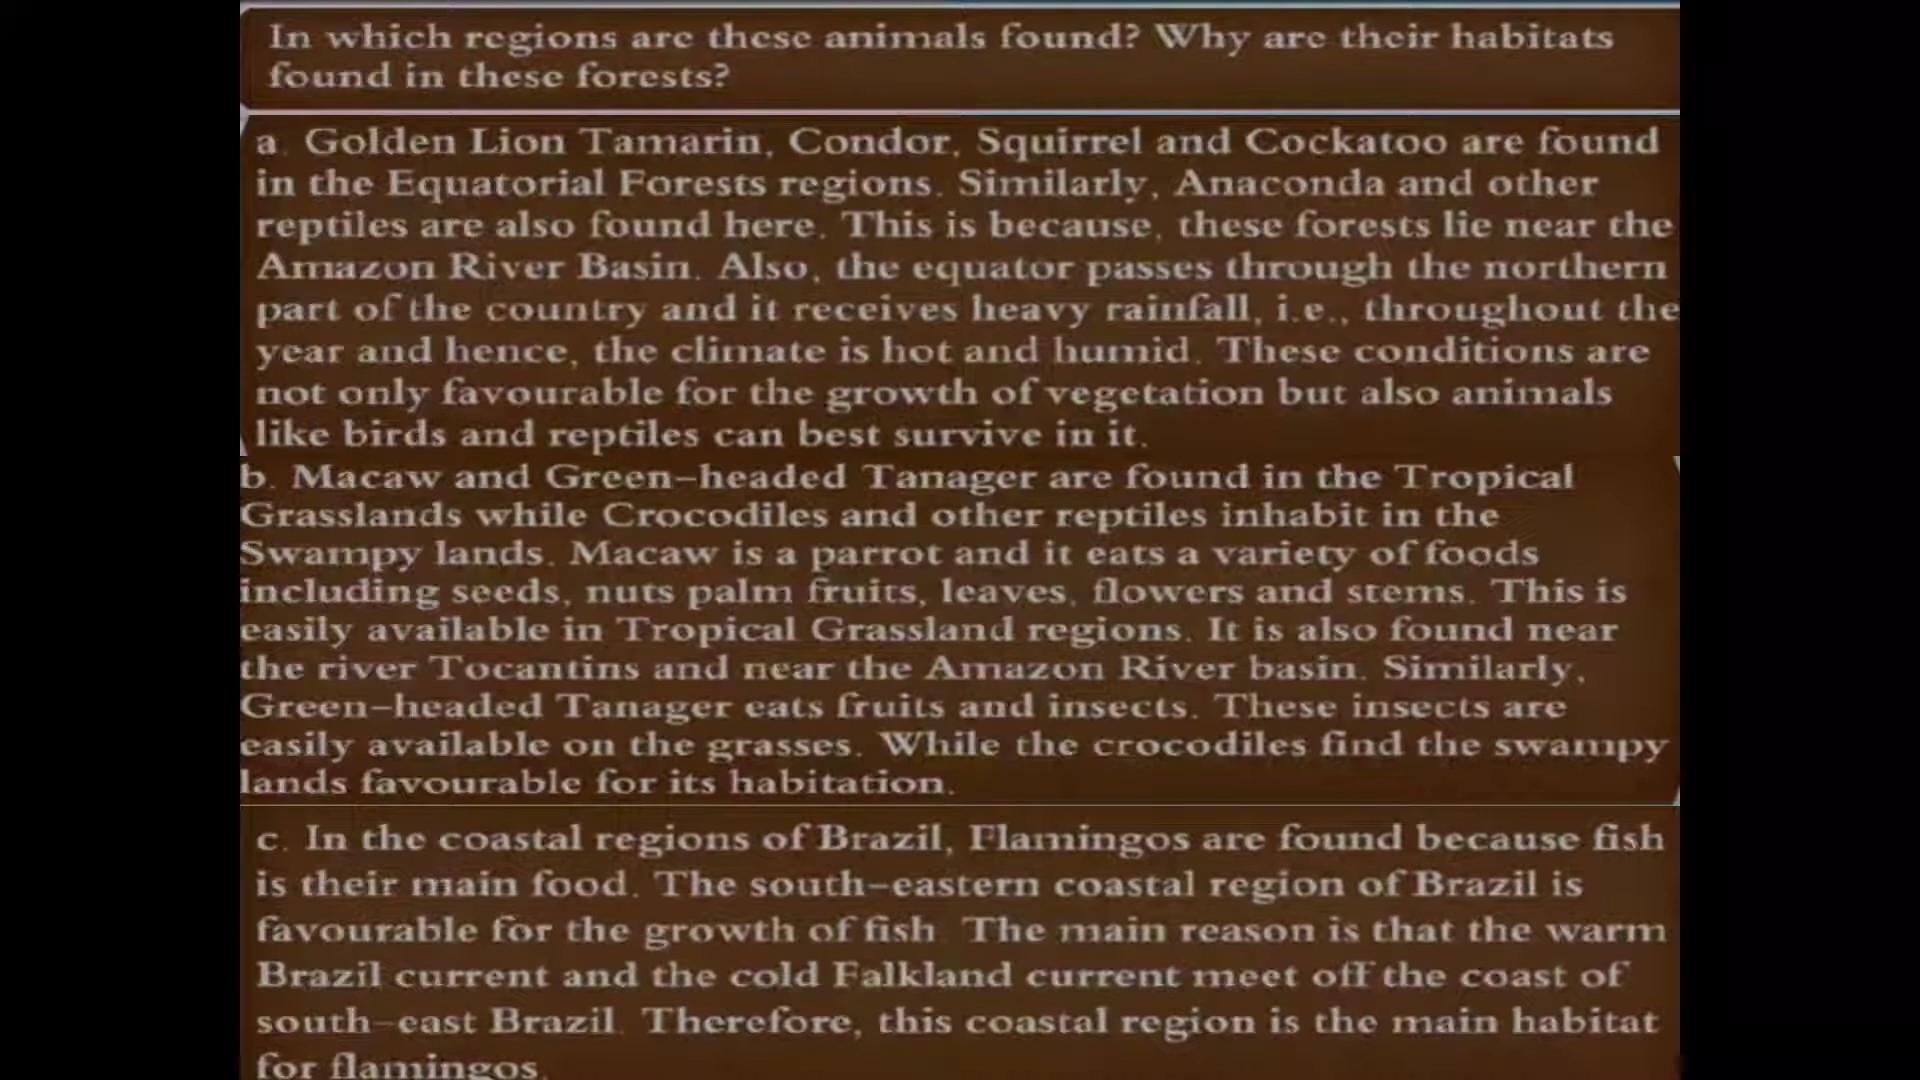 In which regions are these animals found? Why are their habitats
found in these forests?
a. Golden Lion Tamarin, Condor, Squirrel and Cockatoo are found
in the Equatorial Forests regions. Similarly, Anaconda and other
reptiles are also found here. This is because, these forests lie near the
Amazon River Basin. Also, the equator passes through the northern
part of the country and it receives heavy rainfall, i.e., throughout the
year and hence, the climate is hot and humid. These conditions are
not only favourable for the growth of vegetation but also animals
like birds and reptiles can best survive in it.
b. Macaw and Green-headed Tanager are found in the Tropical
Grasslands while Crocodiles and other reptiles inhabit in the
Swampy lands. Macaw is a parrot and it eats a variety of foods
including seeds, nuts palm fruits, leaves, flowers and stems. This is
easily available in Tropical Grassland regions. It is also found near
the river Tocantins and near the Amazon River basin. Similarly,
Green-headed Tanager eats fruits and insects. These insects are
easily available on the grasses. While the crocodiles find the swampy
lands favourable for its habitation.
c. In the coastal regions of Brazil, Flamingos are found because fish
is their main food. The south-eastern coastal region of Brazil is
favourable for the growth of fish. The main reason is that the warm
Brazil current and the cold Falkland current meet off the coast of
south-east Brazil. Therefore, this coastal region is the main habitat
for flamingos.